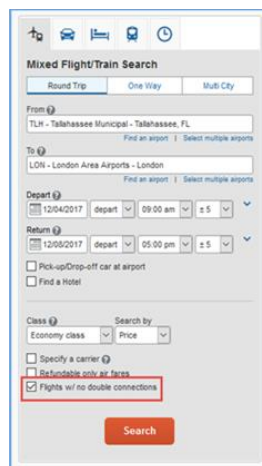 Mixed Flight/Train Search
Round Trip One Way Multi City
From
TLH - Tallahassee Municipal - Tallahassee, FL
Find an airport | Select multiple airports
To
LON - London Area Airports - London
Find an airport | Select multiple airports
Depart
12/04/2017 depart 09:00 am ± 5
Return
12/08/2017 depart 05:00 pm ± 5
Pick-up/Drop-off car at airport
Find a Hotel
Class Search by
Economy class Price
Specify a carrier
Refundable only air fares
Flights w/ no double connections
Search